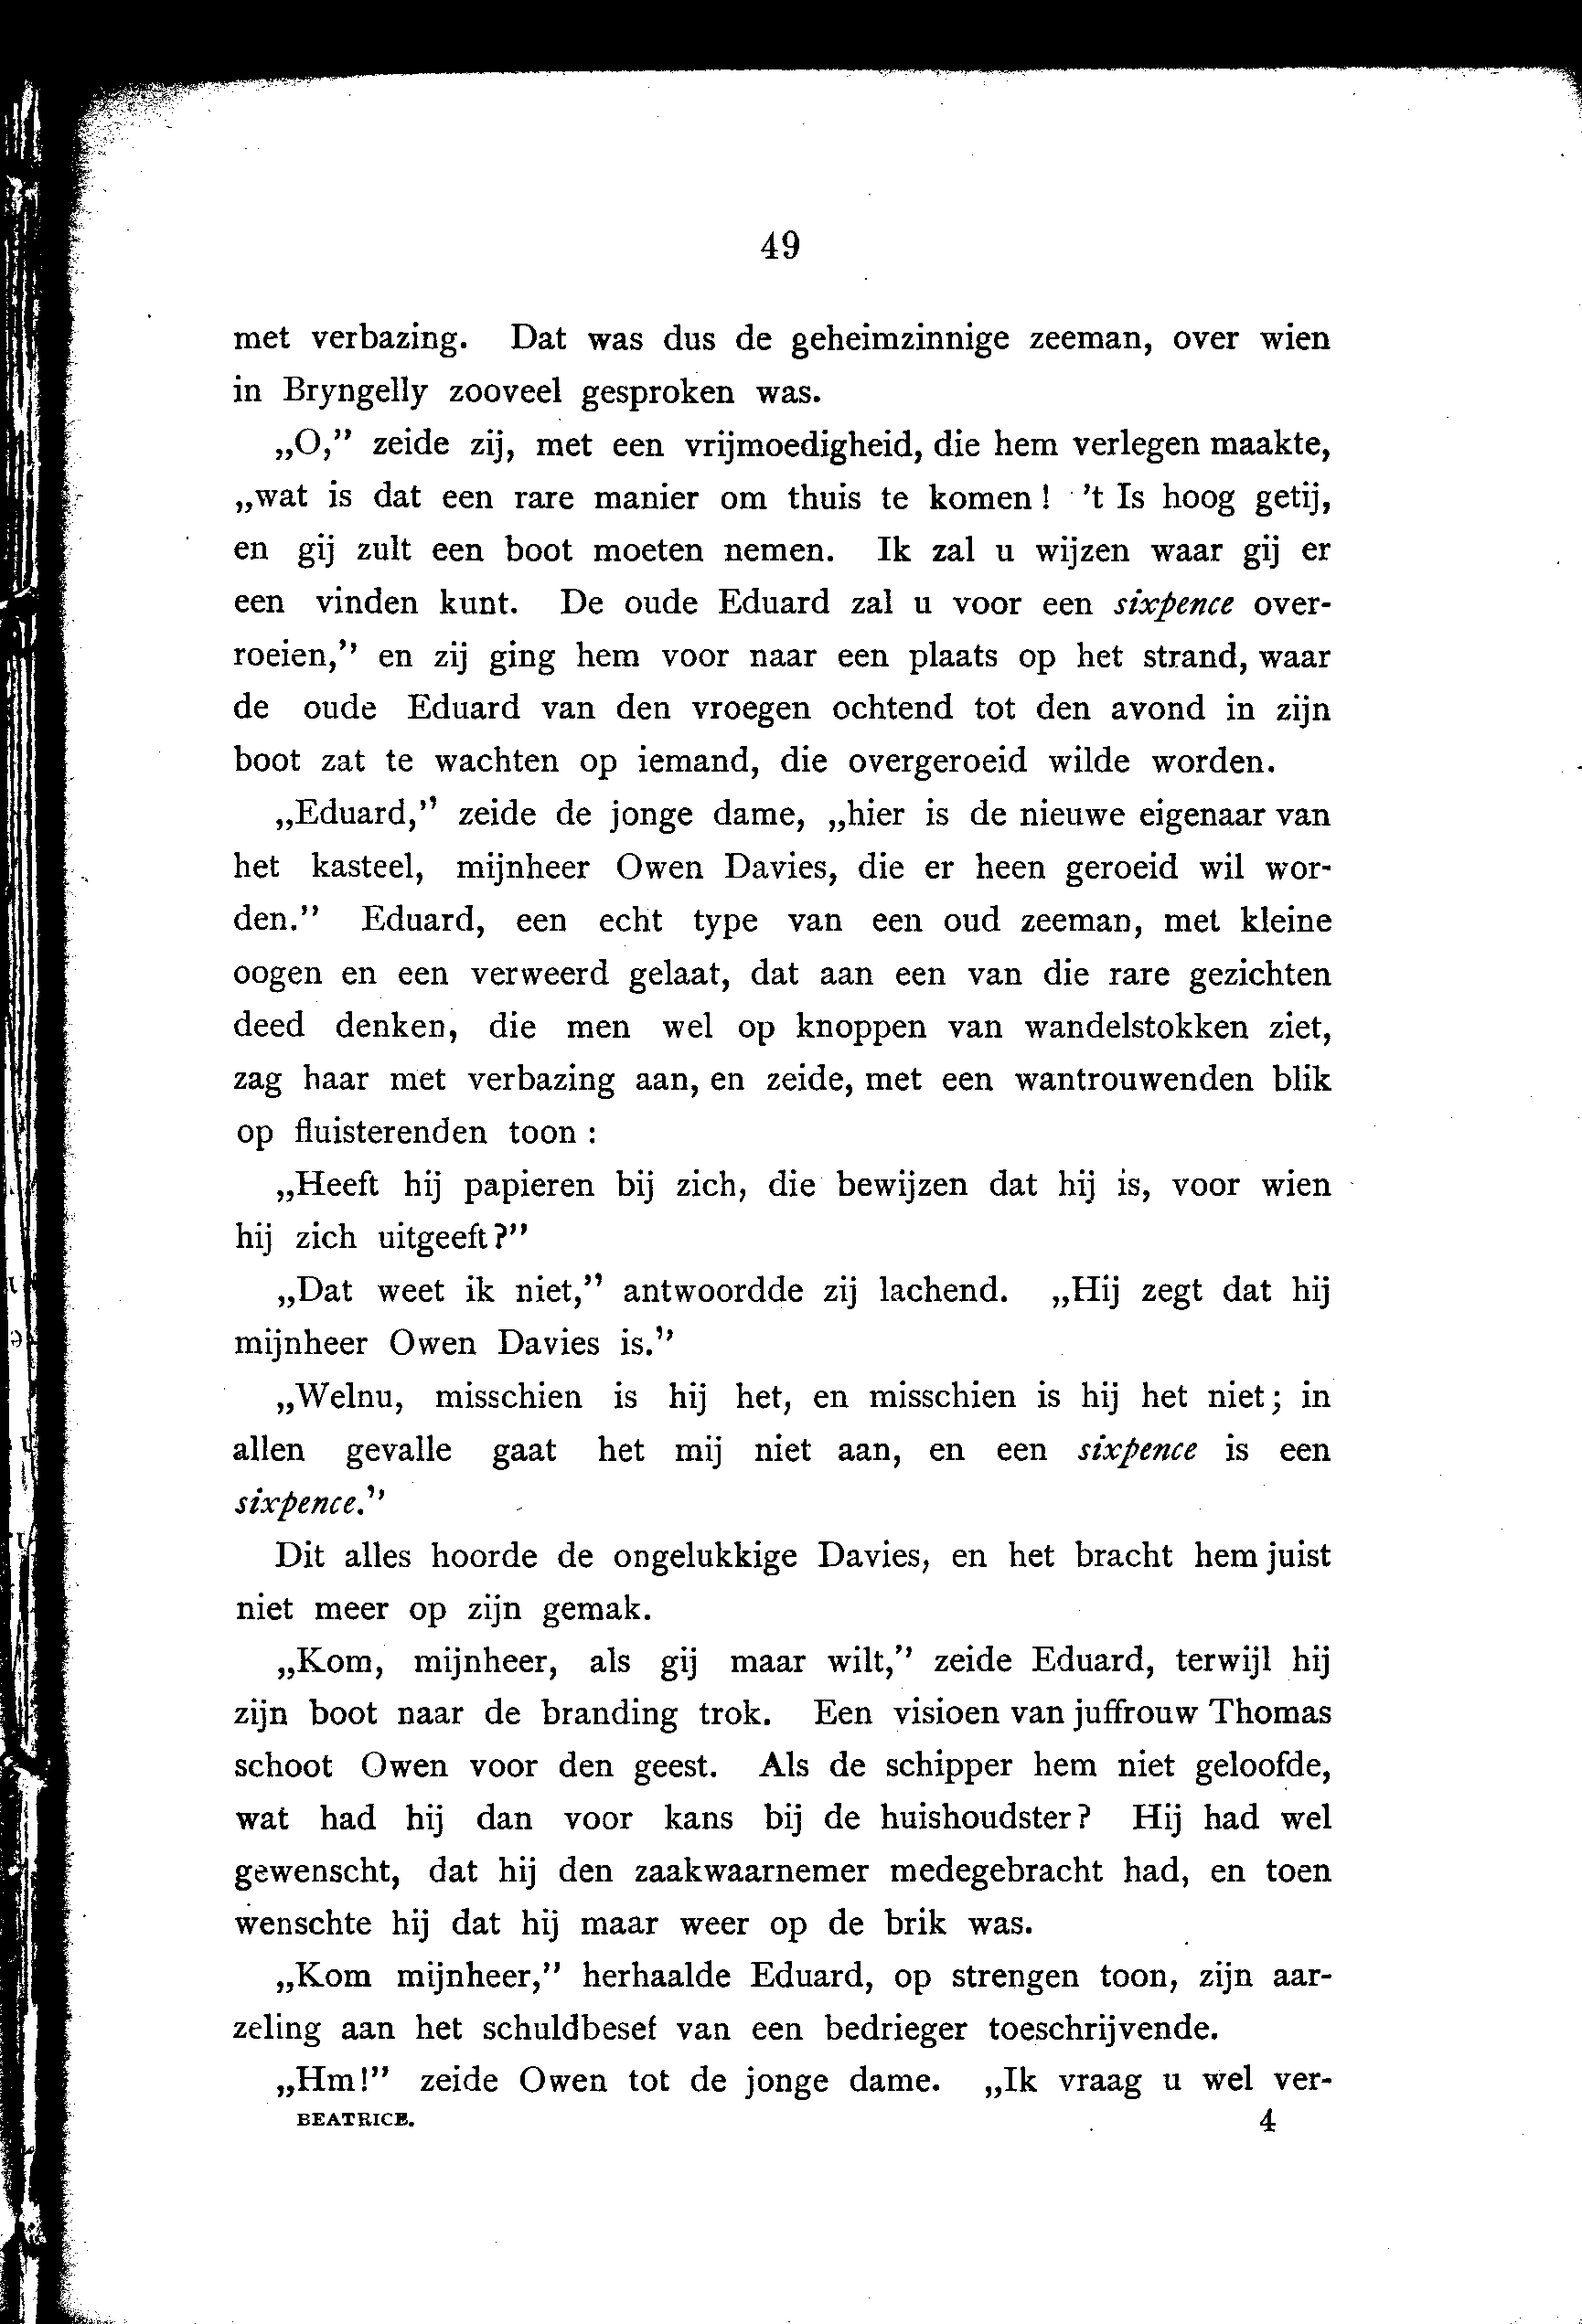 49
met verbazing. Dat was dus de geheimzinnige zeeman, over wien
in Bryngelly zooveel gesproken was.
„O,” zeide zij, met een vrijmoedigheid, die hem verlegen maakte,
„wat is dat een rare manier om thuis te komen! 't Is hoog getij,
en gij zult een boot moeten nemen. Ik zal u wijzen waar gij er
een vinden kunt. De oude Eduard zal u voor een sixpence over-
roeien,” en zij ging hem voor naar een plaats op het strand, waar
de oude Eduard van den vroegen ochtend tot den avond in zijn
boot zat te wachten op iemand, die overgeroeid wilde worden.
„Eduard,” zeide de jonge dame, „hier is de nieuwe eigenaar van
het kasteel, mijnheer Owen Davies, die er heen geroeid wil wor-
den.” Eduard, een echt type van een oud zeeman, met kleine
oogen en een verweerd gelaat, dat aan een van die rare gezichten
deed denken, die men wel op knoppen van wandelstokken ziet,
zag haar met verbazing aan, en zeide, met een wantrouwenden blik
op fluisterenden toon :
„Heeft hij papieren bij zich, die bewijzen dat hij is, voor wien
hij zich uitgeeft?”
„Dat weet ik niet,” antwoordde zij lachend. „Hij zegt dat hij
mijnheer Owen Davies is.”
„Welnu, misschien is hij het, en misschien is hij het niet; in
allen gevalle gaat het mij niet aan, en een sixpence is een
sixpence.”
Dit alles hoorde de ongelukkige Davies, en het bracht hem juist
niet meer op zijn gemak.
„Kom, mijnheer, als gij maar wilt,” zeide Eduard, terwijl hij
zijn boot naar de branding trok. Een visioen van juffrouw Thomas
schoot Owen voor den geest. Als de schipper hem niet geloofde,
wat had hij dan voor kans bij de huishoudster? Hij had wel
gewenscht, dat hij den zaakwaarnemer medegebracht had, en toen
wenschte hij dat hij maar weer op de brik was.
„Kom mijnheer,” herhaalde Eduard, op strengen toon, zijn aar-
zeling aan het schuldbesef van een bedrieger toeschrijvende.
„Hm!” zeide Owen tot de jonge dame. „Ik vraag u wel ver-
BEATRICE. 4